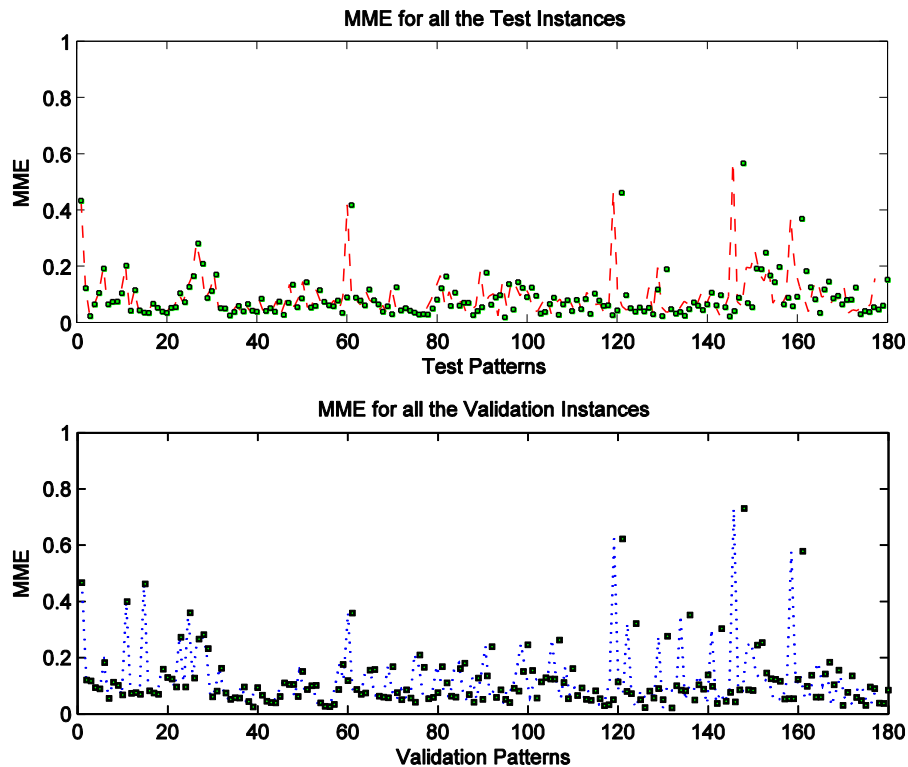 MME for all the Test Instances
1
0.8
0.6
0.4
0.2
0
MME
0 20 40 60 80 100 120 140 160 180
Test Patterns
MME for all the Validation Instances
1
0.8
0.6
0.4
0.2
0
MME
0 20 40 60 80 100 120 140 160 180
Validation Patterns